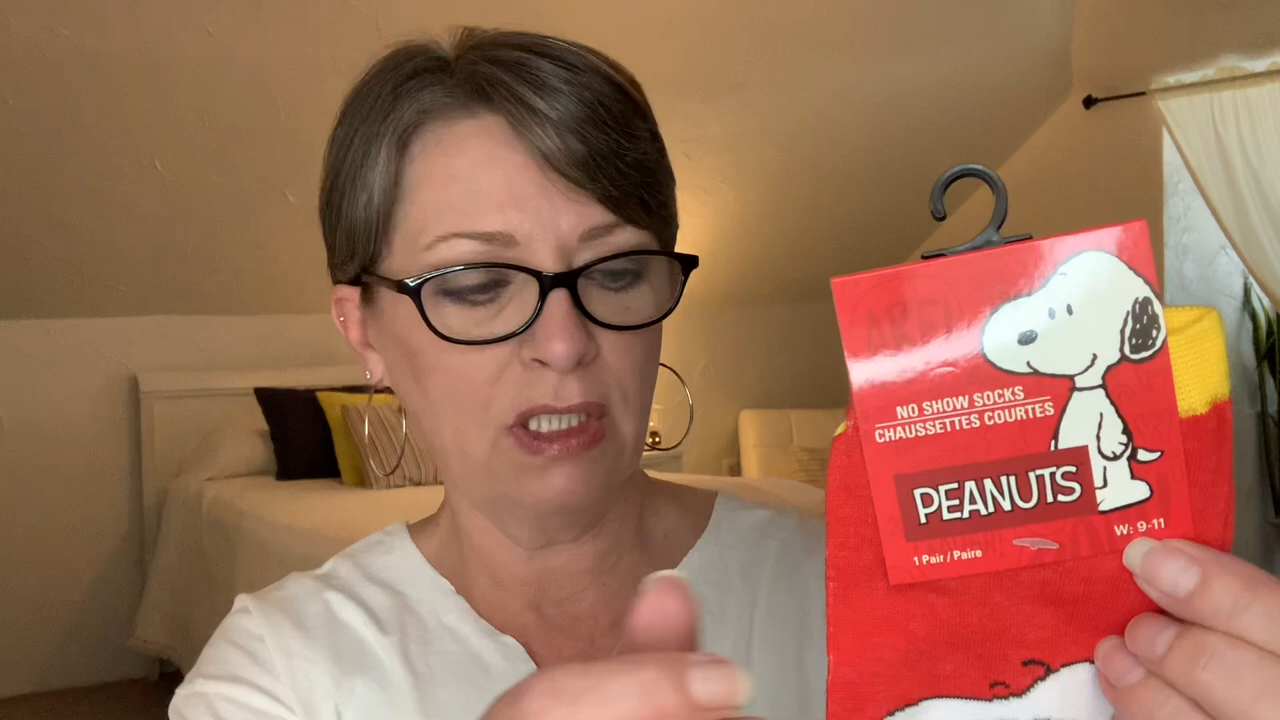 NO SHOW SOCKS
CHAUSSETTES COURTES
PEANUTS
W: 9-11
1 Pair / Paire